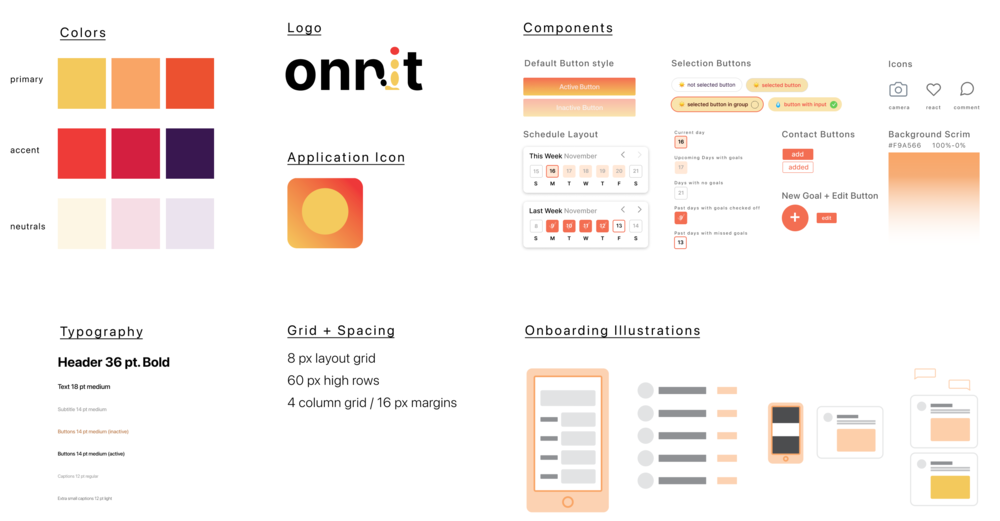 Colors
primary
accent
neutrals
Logo
onnit
Application Icon
Components
Default Button style
Active Button
Inactive Button
Selection Buttons
not selected button
selected button
selected button in group
button with input
Icons
camera
react
comment
Schedule Layout
This Week November
15 16 17 18 19 20 21
S M T W T F S
Last Week November
8 9 10 11 12 13 14
S M T W T F S
Current day
16
Upcoming Days with goals
17
Days with no goals
21
Past days with goals checked off
9
Past days with missed goals
13
Contact Buttons
add
added
New Goal + Edit Button
+
edit
Background Scrim
#F9A566 100%-0%
Typography
Header 36 pt. Bold
Text 18 pt medium
Subtitle 14 pt medium
Buttons 14 pt medium (inactive)
Buttons 14 pt medium (active)
Captions 12 pt regular
Extra small captions 12 pt light
Grid + Spacing
8 px layout grid
60 px high rows
4 column grid / 16 px margins
Onboarding Illustrations